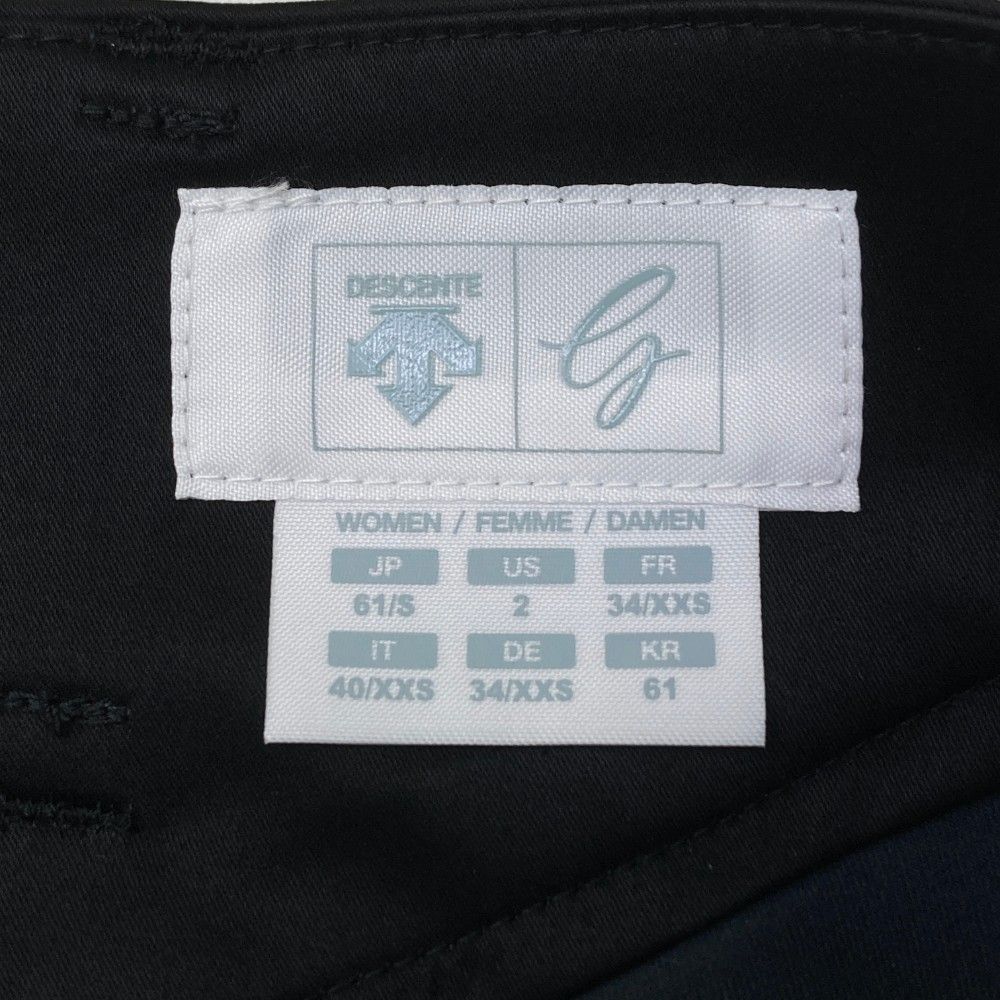 DESCENTE
WOMEN / FEMME / DAMEN
JP US FR
61/S 2 34/XXS
IT DE KR
40/XXS 34/XXS 61